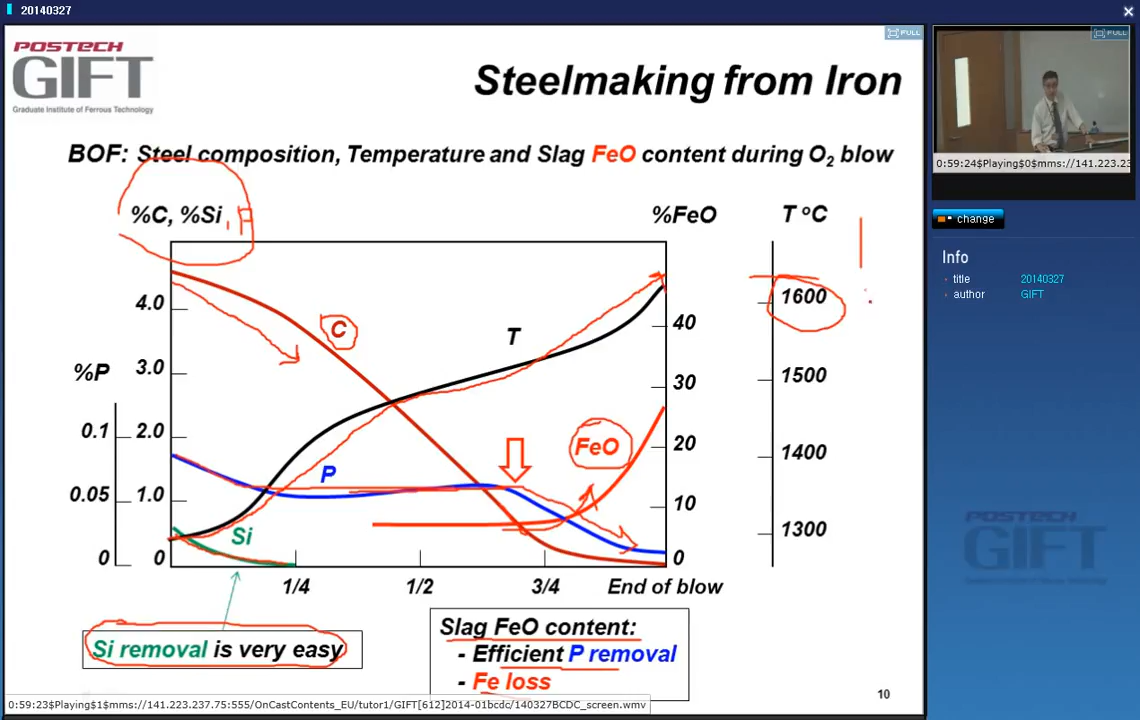 20140327
POSTECH
GIFT
Graduate Institute of Ferrous Technology
FULL
Steelmaking from Iron
BOF: Steel composition, Temperature and Slag FeO content during O2 blow
%C, %Si, P
%FeO
T °C
4.0
40
1600
C
T
%P
3.0
30
1500
0.1
2.0
FeO
20
1400
P
0.05
1.0
10
1300
Si
0
0
0
1/4
1/2
3/4
End of blow
Si removal is very easy
Slag FeO content:
- Efficient P removal
- Fe loss
10
0:59:23$Playing$1$mms://141.223.237.75:555/OnCastContents_EU/tutor1/GIFT[612]2014-01bcdc/140327BCDC_screen.wmv
FULL
0:59:24$Playing$0$mms://141.223.23
change
Info
title 20140327
author GIFT
POSTECH
GIFT